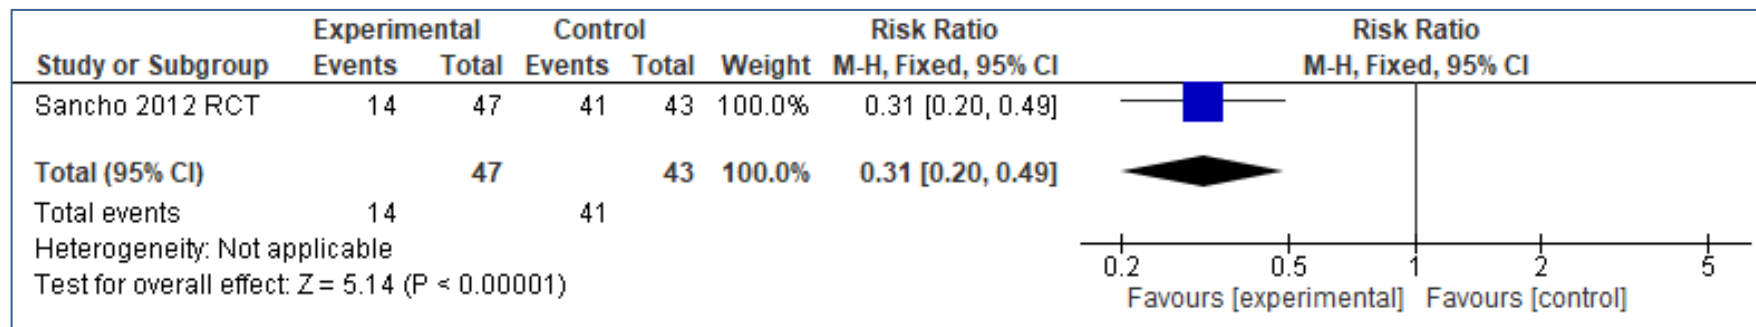 Experimental Control Risk Ratio Risk Ratio
Study or Subgroup Events Total Events Total Weight M-H, Fixed, 95% CI M-H, Fixed, 95% CI
Sancho 2012 RCT 14 47 41 43 100.0% 0.31 [0.20, 0.49]
Total (95% CI) 47 43 100.0% 0.31 [0.20, 0.49]
Total events 14 41
Heterogeneity: Not applicable
Test for overall effect: Z = 5.14 (P < 0.00001)
0.2 0.5 1 2 5
Favours [experimental] Favours [control]